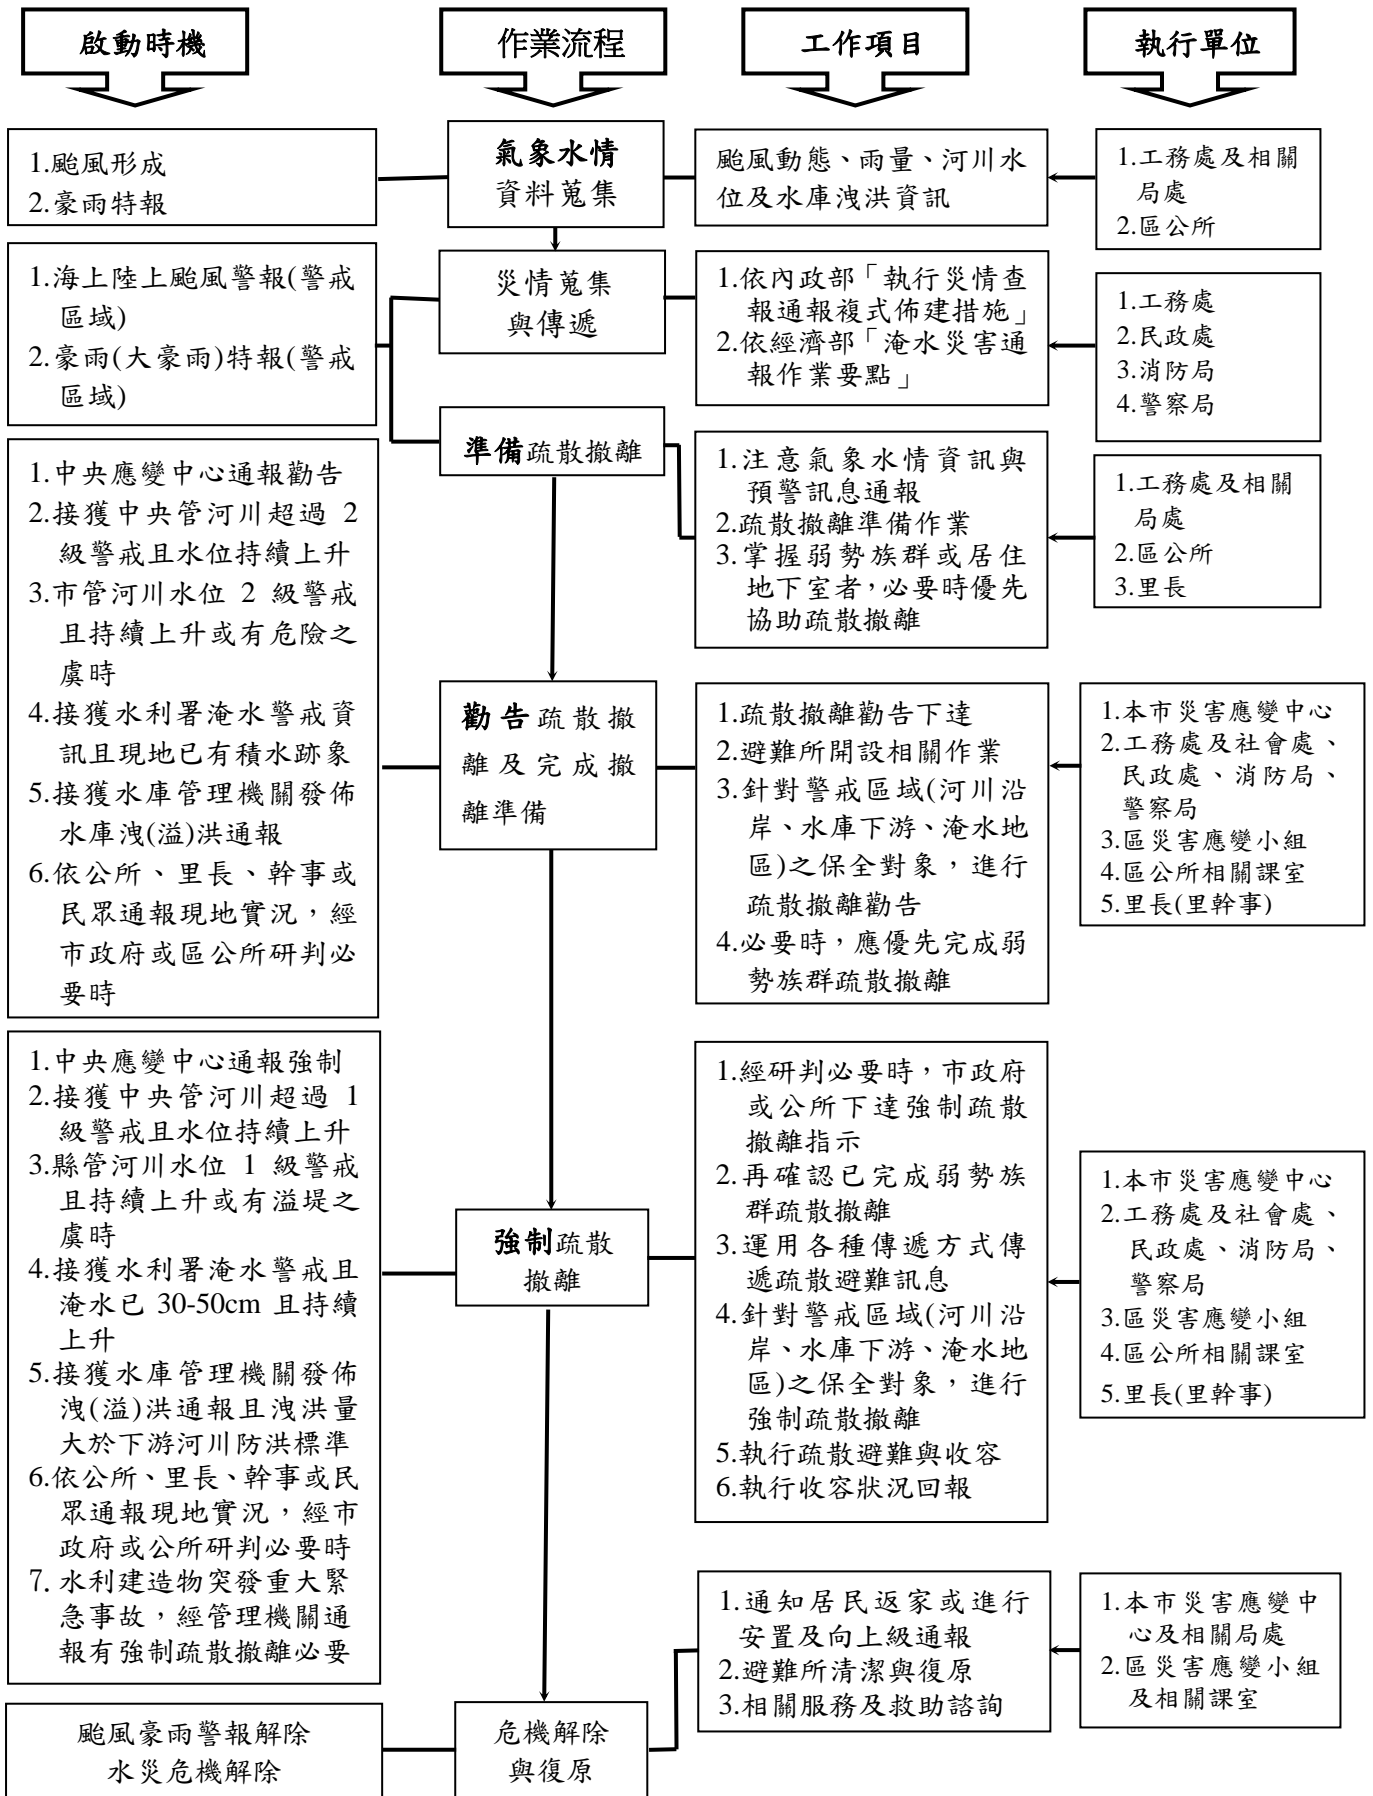 啟動時機
作業流程
工作項目
執行單位
1.颱風形成
2.豪雨特報
氣象水情
資料蒐集
颱風動態、雨量、河川水
位及水庫洩洪資訊
1.工務處及相關
局處
2.區公所
1.海上陸上颱風警報(警戒
區域)
2.豪雨(大豪雨)特報(警戒
區域)
災情蒐集
與傳遞
1.依內政部「執行災情查
報通報複式佈建措施」
2.依經濟部「淹水災害通
報作業要點」
1.工務處
2.民政處
3.消防局
4.警察局
準備疏散撤離
1.注意氣象水情資訊與
預警訊息通報
2.疏散撤離準備作業
3.掌握弱勢族群或居住
地下室者,必要時優先
協助疏散撤離
1.工務處及相關
局處
2.區公所
3.里長
1.中央應變中心通報勸告
2.接獲中央管河川超過 2
級警戒且水位持續上升
3.市管河川水位 2 級警戒
且持續上升或有危險之
虞時
4.接獲水利署淹水警戒資
訊且現地已有積水跡象
5.接獲水庫管理機關發佈
水庫洩(溢)洪通報
6.依公所、里長、幹事或
民眾通報現地實況，經
市政府或區公所研判必
要時
勸告疏散撤
離及完成撤
離準備
1.疏散撤離勸告下達
2.避難所開設相關作業
3.針對警戒區域(河川沿
岸、水庫下游、淹水地
區)之保全對象，進行
疏散撤離勸告
4.必要時，應優先完成弱
勢族群疏散撤離
1.本市災害應變中心
2.工務處及社會處、
民政處、消防局、
警察局
3.區災害應變小組
4.區公所相關課室
5.里長(里幹事)
1.中央應變中心通報強制
2.接獲中央管河川超過 1
級警戒且水位持續上升
3.縣管河川水位 1 級警戒
且持續上升或有溢堤之
虞時
4.接獲水利署淹水警戒且
淹水已 30-50cm 且持續
上升
5.接獲水庫管理機關發佈
洩(溢)洪通報且洩洪量
大於下游河川防洪標準
6.依公所、里長、幹事或民
眾通報現地實況，經市
政府或公所研判必要時
7. 水利建造物突發重大緊
急事故，經管理機關通
報有強制疏散撤離必要
強制疏散
撤離
1.經研判必要時，市政府
或公所下達強制疏散
撤離指示
2.再確認已完成弱勢族
群疏散撤離
3.運用各種傳遞方式傳
遞疏散避難訊息
4.針對警戒區域(河川沿
岸、水庫下游、淹水地
區)之保全對象，進行
強制疏散撤離
5.執行疏散避難與收容
6.執行收容狀況回報
1.本市災害應變中心
2.工務處及社會處、
民政處、消防局、
警察局
3.區災害應變小組
4.區公所相關課室
5.里長(里幹事)
颱風豪雨警報解除
水災危機解除
危機解除
與復原
1.通知居民返家或進行
安置及向上級通報
2.避難所清潔與復原
3.相關服務及救助諮詢
1.本市災害應變中
心及相關局處
2.區災害應變小組
及相關課室